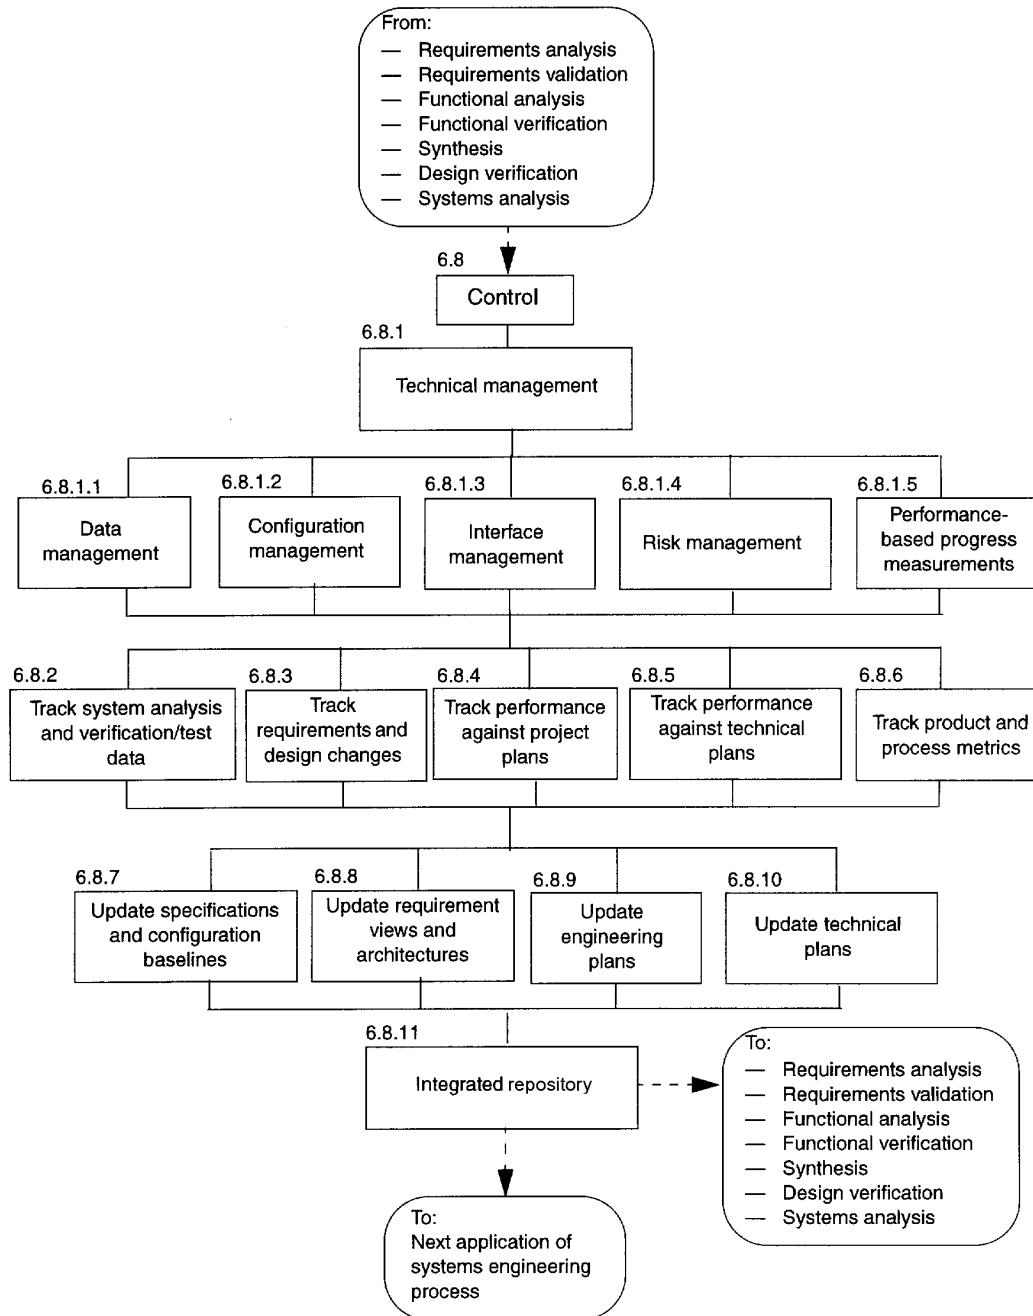 From:
— Requirements analysis
— Requirements validation
— Functional analysis
— Functional verification
— Synthesis
— Design verification
— Systems analysis
6.8
Control
6.8.1
Technical management
6.8.1.1
Data
management
6.8.1.2
Configuration
management
6.8.1.3
Interface
management
6.8.1.4
Risk management
6.8.1.5
Performance-
based progress
measurements
6.8.2
Track system analysis
and verification/test
data
6.8.3
Track
requirements and
design changes
6.8.4
Track performance
against project
plans
6.8.5
Track performance
against technical
plans
6.8.6
Track product and
process metrics
6.8.7
Update specifications
and configuration
baselines
6.8.8
Update requirement
views and
architectures
6.8.9
Update
engineering
plans
6.8.10
Update technical
plans
6.8.11
Integrated repository
To:
— Requirements analysis
— Requirements validation
— Functional analysis
— Functional verification
— Synthesis
— Design verification
— Systems analysis
To:
Next application of
systems engineering
process